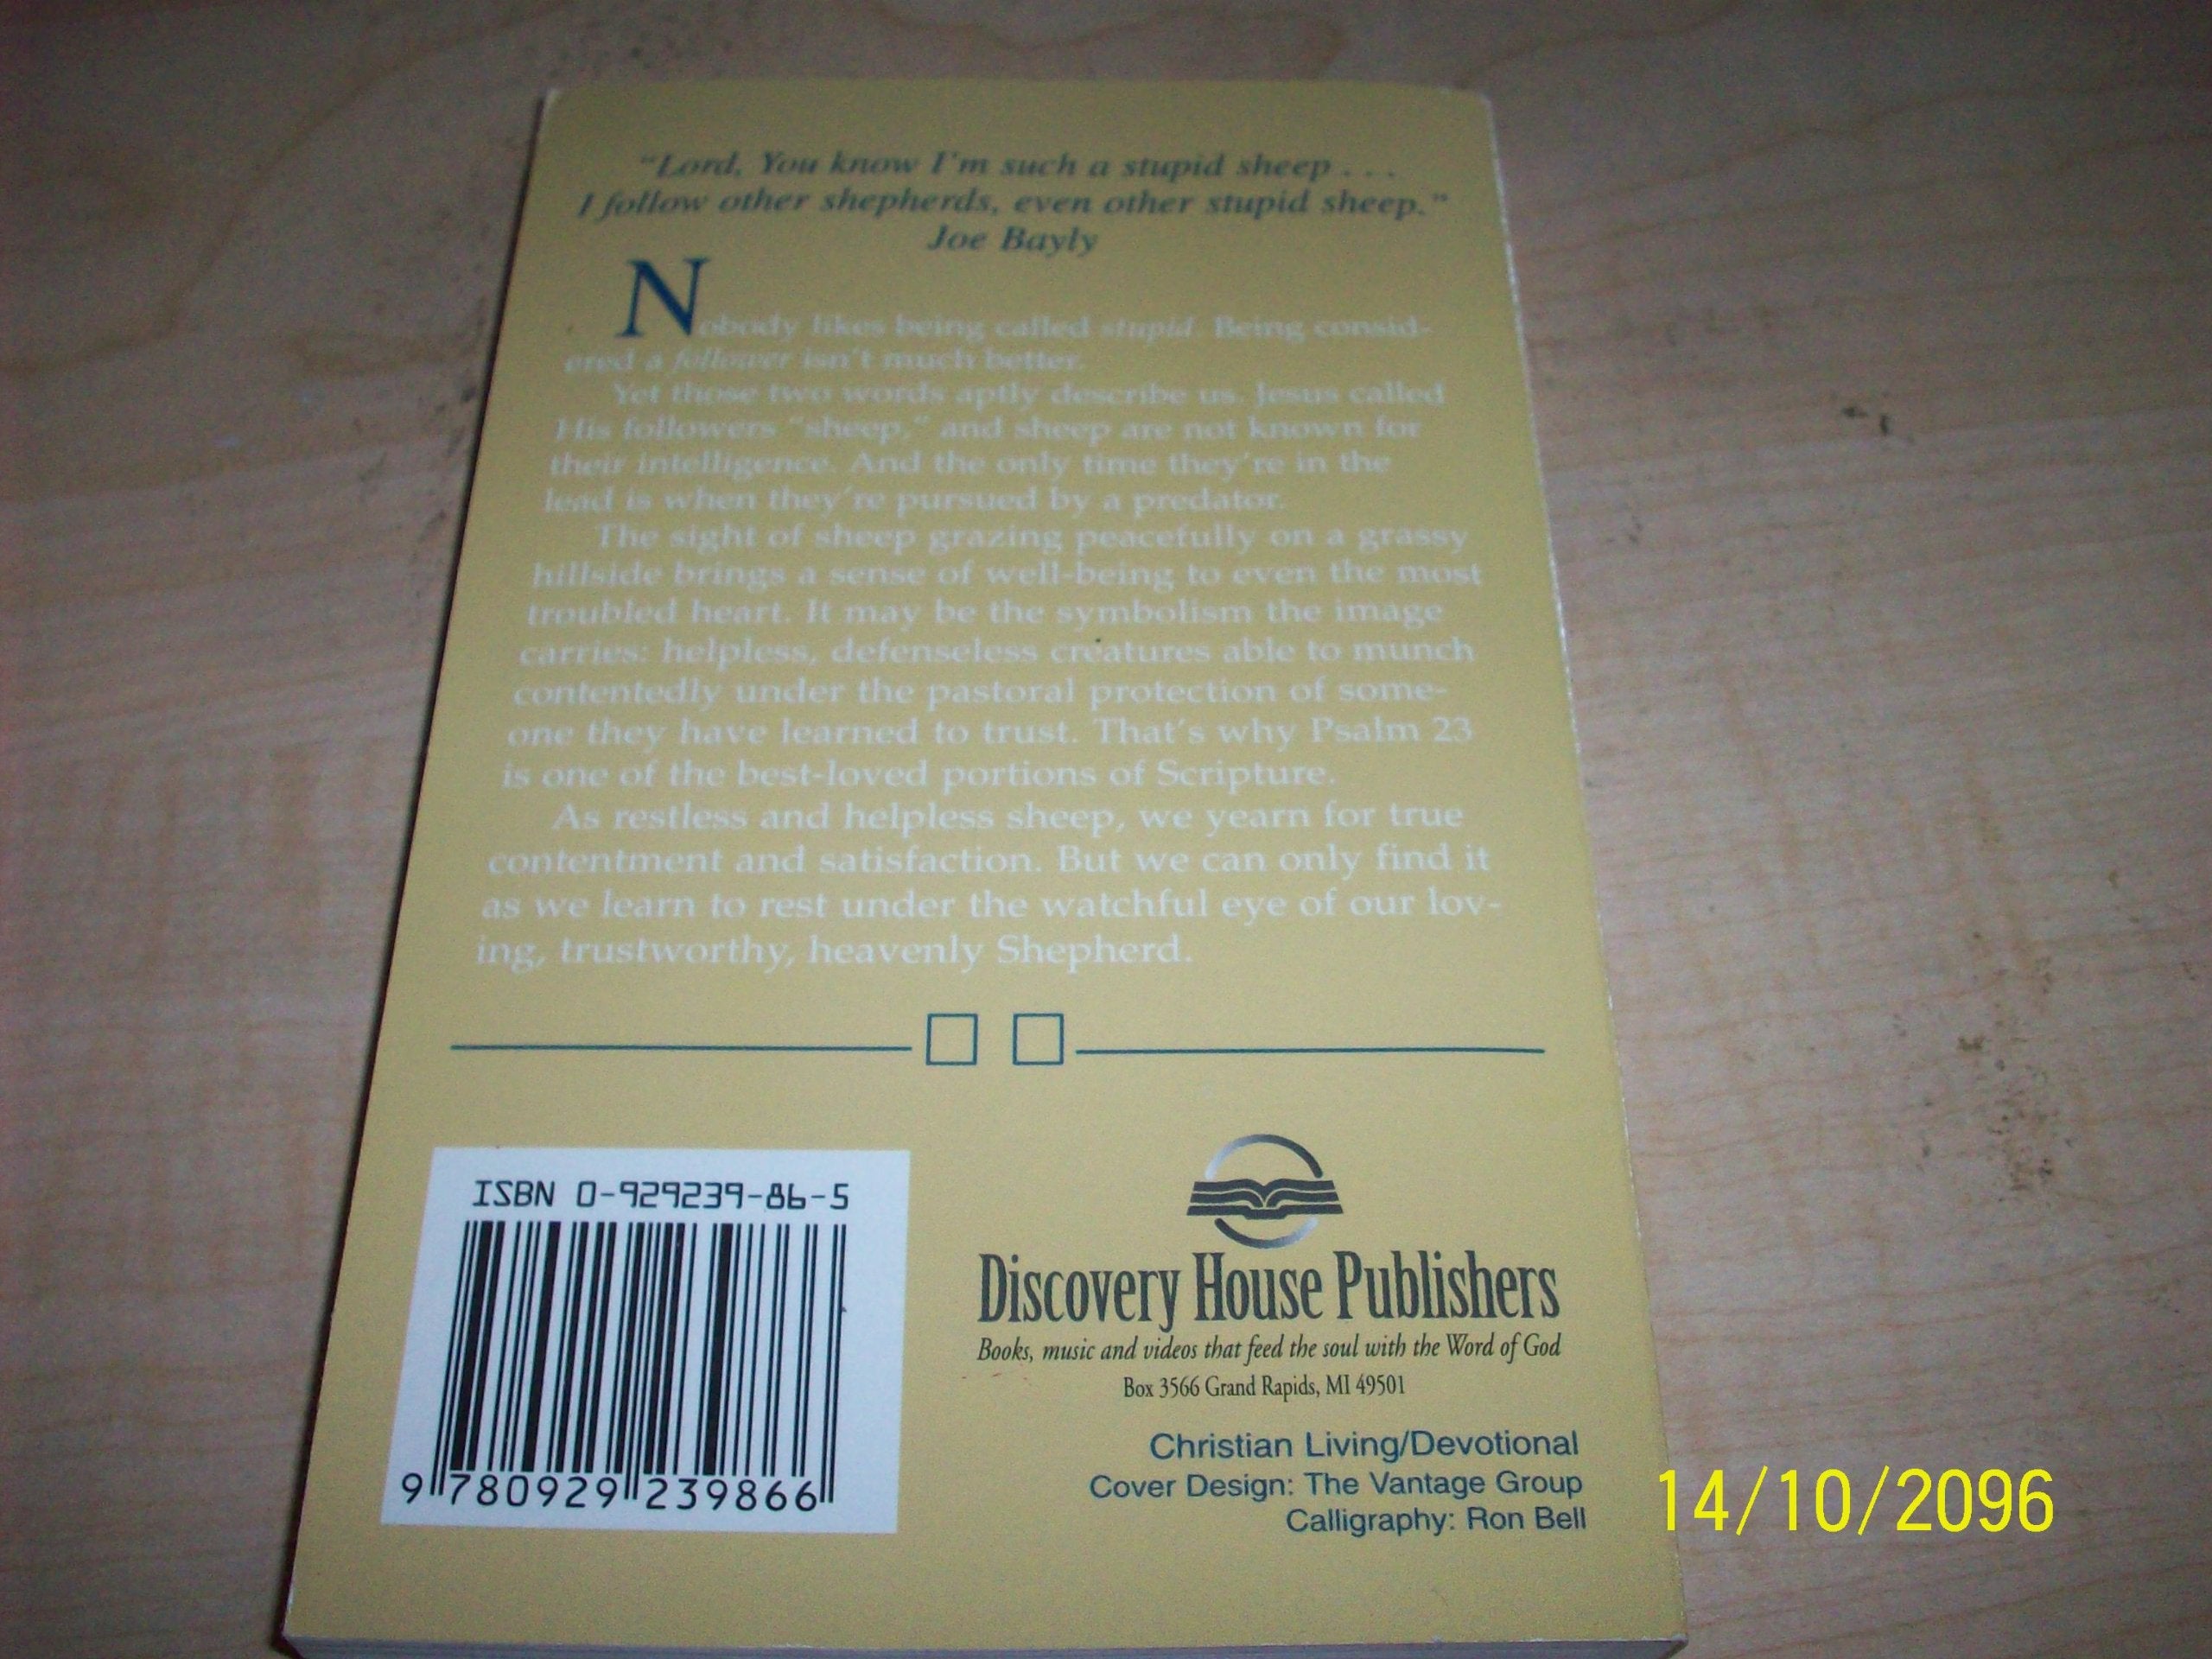 "Lord, You know I'm such a stupid sheep . . .
I follow other shepherds, even other stupid sheep."
Joe Bayly
Nobody likes being called stupid. Being consid-
ered a follower isn't much better.
Yet those two words aptly describe us. Jesus called
His followers "sheep," and sheep are not known for
their intelligence. And the only time they're in the
lead is when they're pursued by a predator.
The sight of sheep grazing peacefully on a grassy
hillside brings a sense of well-being to even the most
troubled heart. It may be the symbolism the image
carries: helpless, defenseless creatures able to munch
contentedly under the pastoral protection of some-
one they have learned to trust. That's why Psalm 23
is one of the best-loved portions of Scripture.
As restless and helpless sheep, we yearn for true
contentment and satisfaction. But we can only find it
as we learn to rest under the watchful eye of our lov-
ing, trustworthy, heavenly Shepherd.
ISBN 0-929239-86-5
9 780929 239866
Discovery House Publishers
Books, music and videos that feed the soul with the Word of God
Box 3566 Grand Rapids, MI 49501
Christian Living/Devotional
Cover Design: The Vantage Group
Calligraphy: Ron Bell
14/10/2096